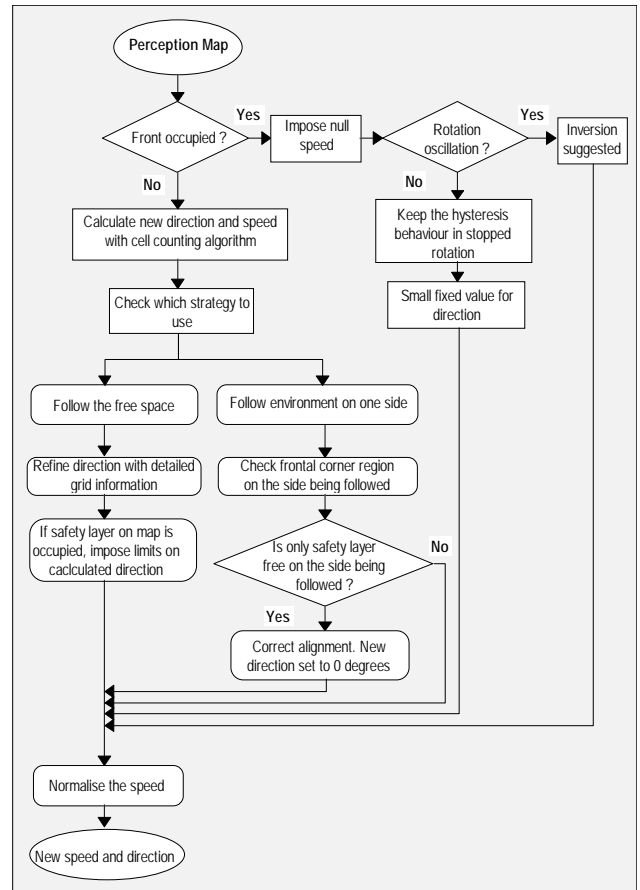 Perception Map
Front occupied ?
Yes
Impose null
speed
Rotation
oscillation ?
Yes
Inversion
suggested
No
No
Calculate new direction and speed
with cell counting algorithm
Keep the hysteresis
behaviour in stopped
rotation
Check which strategy to
use
Small fixed value for
direction
Follow the free space
Follow environment on one side
Refine direction with detailed
grid information
Check frontal corner region
on the side being followed
If safety layer on map is
occupied, impose limits on
caclculated direction
Is only safety layer
free on the side being
followed ?
No
Yes
Correct alignment. New
direction set to 0 degrees
Normalise the speed
New speed and direction